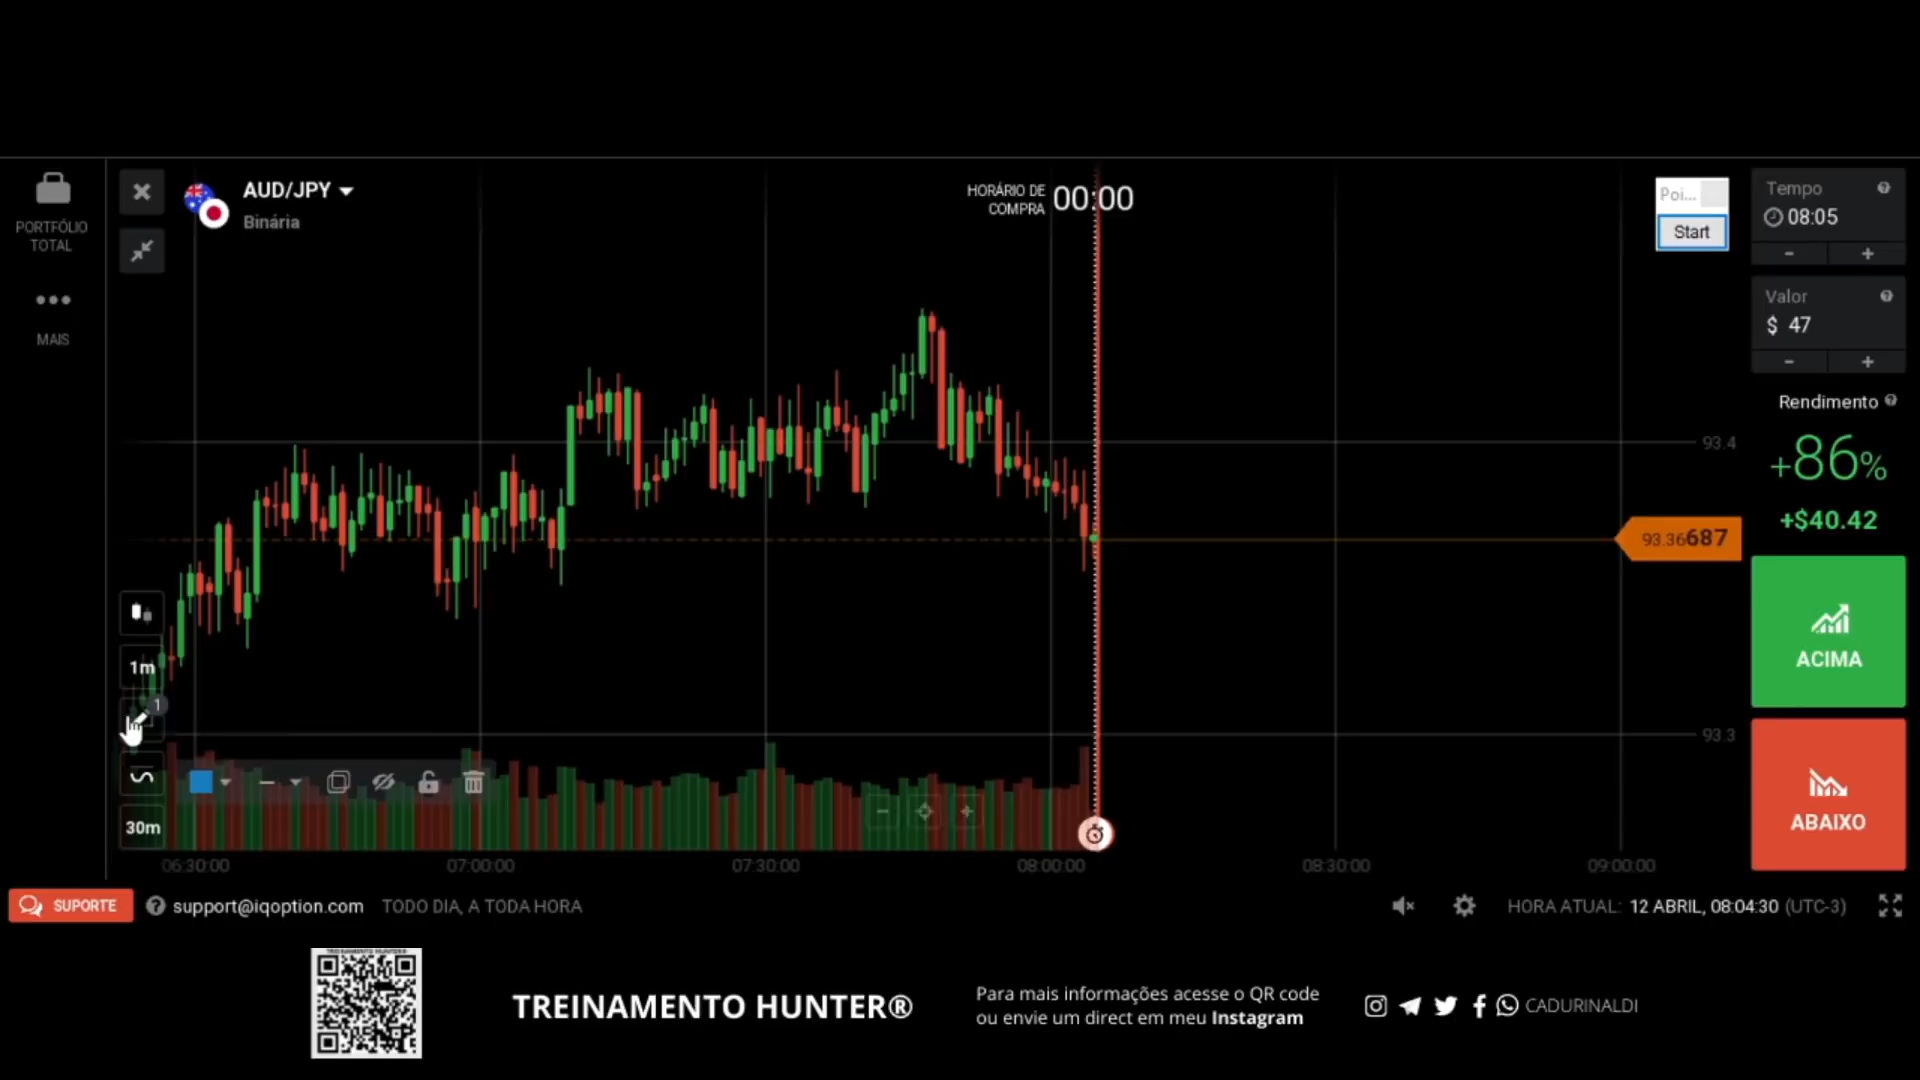 PORTFÓLIO
TOTAL
MAIS
AUD/JPY
Binária
HORÁRIO DE
COMPRA
00:00
Poi...
Start
Tempo
08:05
- +
Valor
$ 47
- +
Rendimento
+86%
+$40.42
93.4
93.36687
93.3
ACIMA
ABAIXO
1m
1
30m
- +
06:30:00 07:00:00 07:30:00 08:00:00 08:30:00 09:00:00
SUPORTE
support@iqoption.com TODO DIA, A TODA HORA
HORA ATUAL: 12 ABRIL, 08:04:30 (UTC-3)
TREINAMENTO HUNTER®
Para mais informações acesse o QR code
ou envie um direct em meu Instagram
CADURINALDI